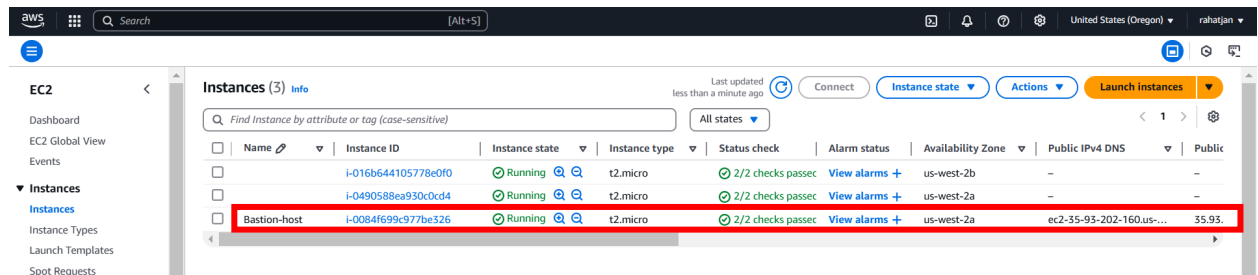 aws Search [Alt+S] United States (Oregon) rahatjan
EC2
Dashboard
EC2 Global View
Events
Instances
Instances
Instance Types
Launch Templates
Spot Requests
Instances (3) Info
Last updated
less than a minute ago
Connect Instance state Actions Launch instances
Find Instance by attribute or tag (case-sensitive) All states 1
Name Instance ID Instance state Instance type Status check Alarm status Availability Zone Public IPv4 DNS Public
i-016b644105778e0f0 Running t2.micro 2/2 checks passec View alarms + us-west-2b –
–
i-0490588ea930c0cd4 Running t2.micro 2/2 checks passec View alarms + us-west-2a – –
Bastion-host i-0084f699c977be326 Running t2.micro 2/2 checks passec View alarms + us-west-2a ec2-35-93-202-160.us-... 35.93.